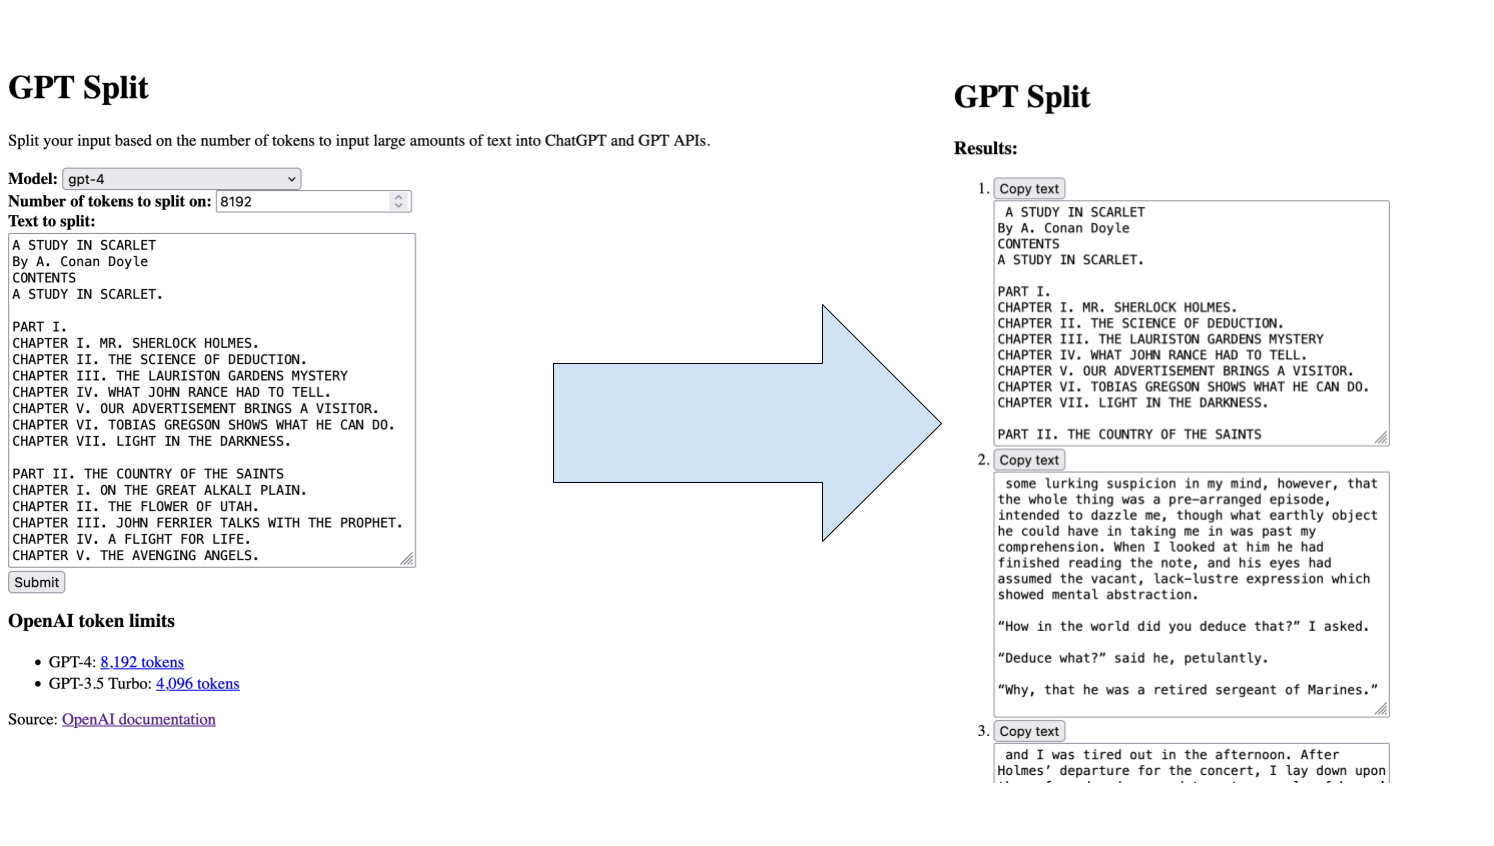 GPT Split
Split your input based on the number of tokens to input large amounts of text into ChatGPT and GPT APIs.
Model: gpt-4
Number of tokens to split on: 8192
Text to split:
A STUDY IN SCARLET
By A. Conan Doyle
CONTENTS
A STUDY IN SCARLET.
PART I.
CHAPTER I. MR. SHERLOCK HOLMES.
CHAPTER II. THE SCIENCE OF DEDUCTION.
CHAPTER III. THE LAURISTON GARDENS MYSTERY
CHAPTER IV. WHAT JOHN RANCE HAD TO TELL.
CHAPTER V. OUR ADVERTISEMENT BRINGS A VISITOR.
CHAPTER VI. TOBIAS GREGSON SHOWS WHAT HE CAN DO.
CHAPTER VII. LIGHT IN THE DARKNESS.
PART II. THE COUNTRY OF THE SAINTS
CHAPTER I. ON THE GREAT ALKALI PLAIN.
CHAPTER II. THE FLOWER OF UTAH.
CHAPTER III. JOHN FERRIER TALKS WITH THE PROPHET.
CHAPTER IV. A FLIGHT FOR LIFE.
CHAPTER V. THE AVENGING ANGELS.
Submit
OpenAI token limits
• GPT-4: 8,192 tokens
• GPT-3.5 Turbo: 4,096 tokens
Source: OpenAI documentation
GPT Split
Results:
1. Copy text
A STUDY IN SCARLET
By A. Conan Doyle
CONTENTS
A STUDY IN SCARLET.
PART I.
CHAPTER I. MR. SHERLOCK HOLMES.
CHAPTER II. THE SCIENCE OF DEDUCTION.
CHAPTER III. THE LAURISTON GARDENS MYSTERY
CHAPTER IV. WHAT JOHN RANCE HAD TO TELL.
CHAPTER V. OUR ADVERTISEMENT BRINGS A VISITOR.
CHAPTER VI. TOBIAS GREGSON SHOWS WHAT HE CAN DO.
CHAPTER VII. LIGHT IN THE DARKNESS.
PART II. THE COUNTRY OF THE SAINTS
2. Copy text
some lurking suspicion in my mind, however, that
the whole thing was a pre-arranged episode,
intended to dazzle me, though what earthly object
he could have in taking me in was past my
comprehension. When I looked at him he had
finished reading the note, and his eyes had
assumed the vacant, lack-lustre expression which
showed mental abstraction.
“How in the world did you deduce that?” I asked.
“Deduce what?” said he, petulantly.
“Why, that he was a retired sergeant of Marines.”
3. Copy text
and I was tired out in the afternoon. After
Holmes’ departure for the concert, I lay down upon